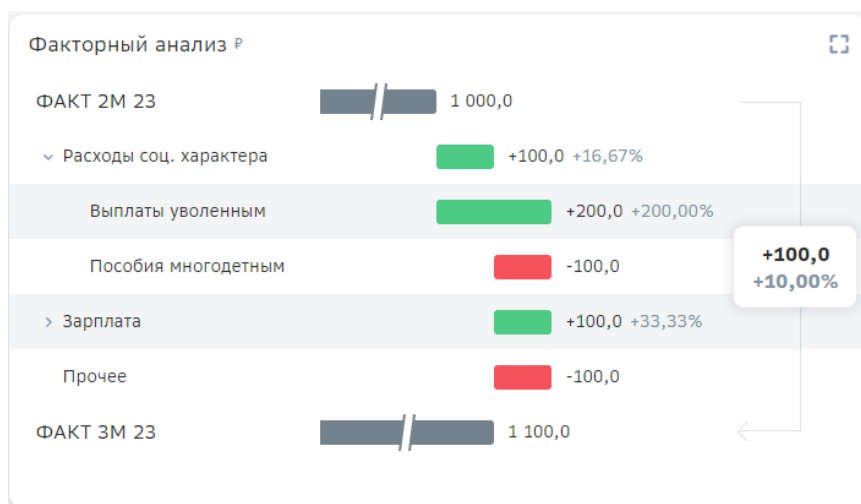 Факторный анализ ₽
ФАКТ 2М 23 1 000,0
Расходы соц. характера +100,0 +16,67%
Выплаты уволенным +200,0 +200,00%
Пособия многодетным -100,0
+100,0
+10,00%
Зарплата +100,0 +33,33%
Прочее -100,0
ФАКТ 3М 23 1 100,0